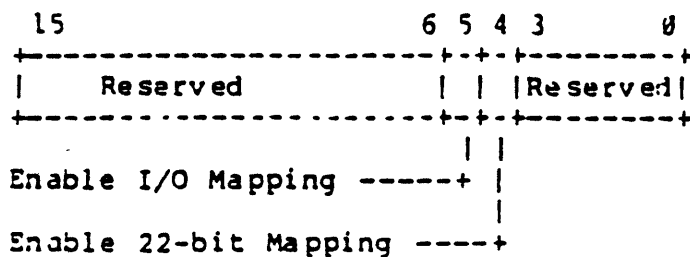 15 6 5 4 3 0
Reserved Reserved
Enable I/O Mapping
Enable 22-bit Mapping